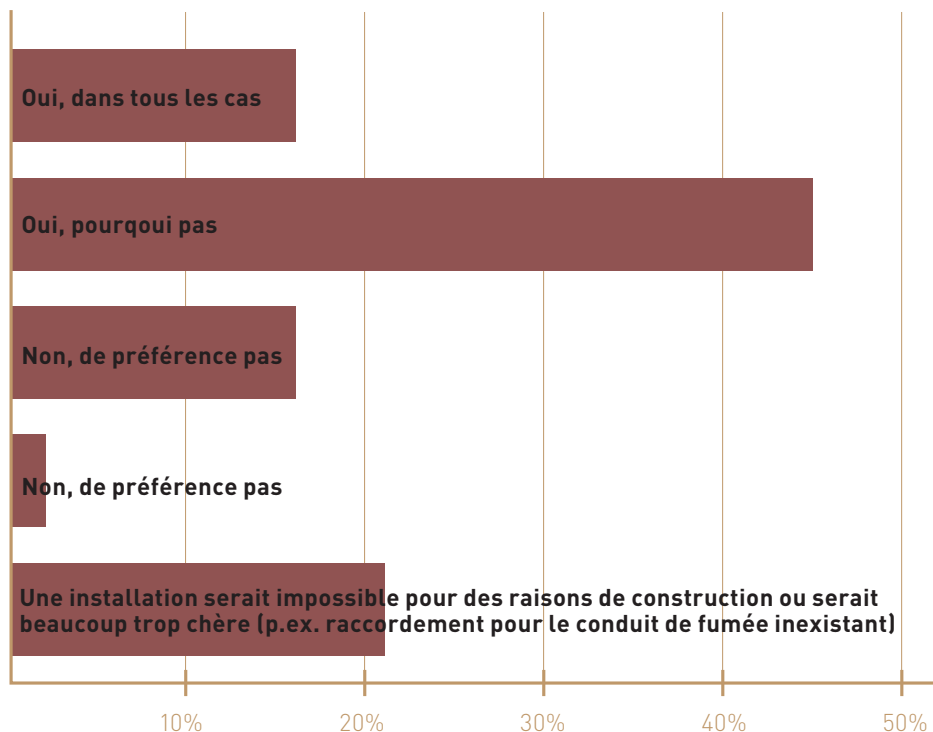 Oui, dans tous les cas
Oui, pourqoui pas
Non, de préférence pas
Non, de préférence pas
Une installation serait impossible pour des raisons de construction ou serait
beaucoup trop chère (p.ex. raccordement pour le conduit de fumée inexistant)
10% 20% 30% 40% 50%